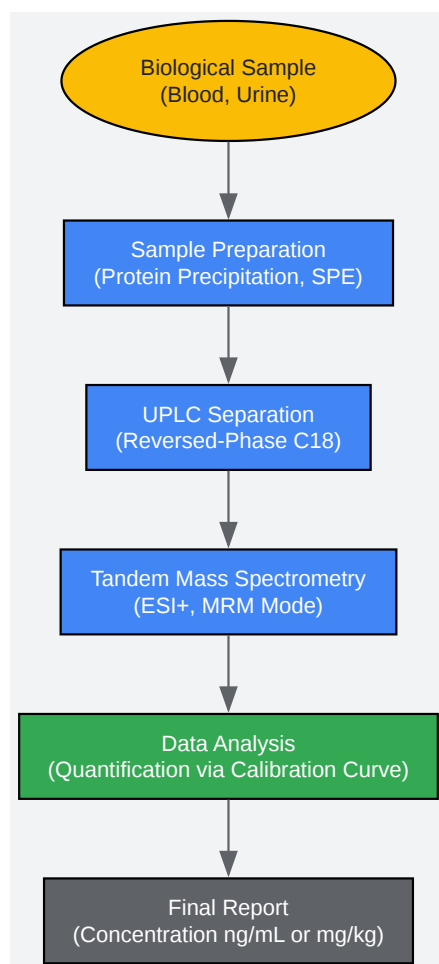 Biological Sample
(Blood, Urine)
Sample Preparation
(Protein Precipitation, SPE)
UPLC Separation
(Reversed-Phase C18)
Tandem Mass Spectrometry
(ESI+, MRM Mode)
Data Analysis
(Quantification via Calibration Curve)
Final Report
(Concentration ng/mL or mg/kg)